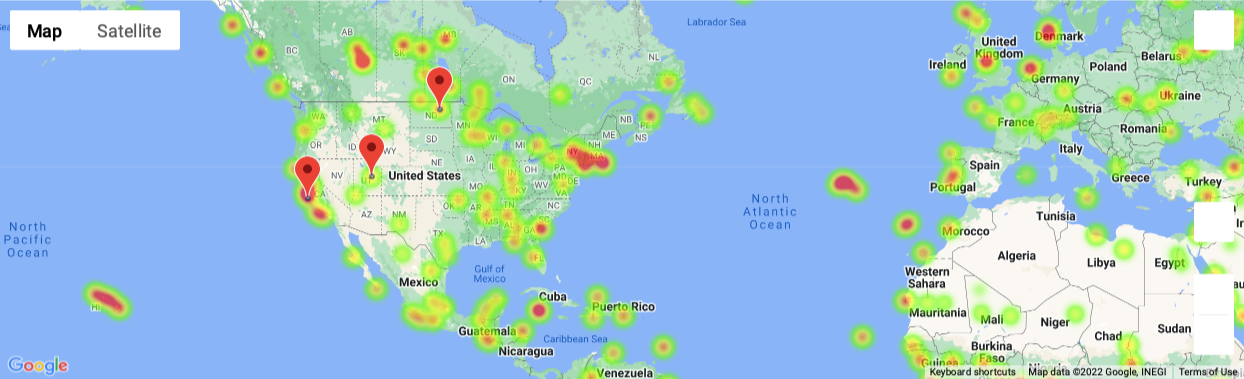 Map
Satellite
BC
AB
SK
MB
ON
QC
NL
Labrador Sea
NB
PE
NS
WA
OR
ID
MT
ND
SD
MN
WI
WY
NE
IA
IL
IN
OH
MI
NY
NH
ME
MA
PA
MD
DE
NV
UT
United States
MO
KY
WV
VA
AZ
NM
OK
AR
TN
NC
SC
MS
AL
GA
TX
LA
FL
North
Pacific
Ocean
HI
Mexico
Gulf of
Mexico
Cuba
Puerto Rico
Guatemala
Caribbean Sea
Nicaragua
Venezuela
North
Atlantic
Ocean
United
Kingdom
Ireland
Denmark
Belarus
Poland
Germany
Ukraine
Austria
France
Romania
Italy
Spain
Portugal
Greece
Turkey
Tunisia
Morocco
Algeria
Libya
Egypt
Western
Sahara
Mauritania
Mali
Niger
Chad
Sudan
Burkina
Faso
Guinea
Google
Keyboard shortcuts
Map data ©2022 Google, INEGI
Terms of Use